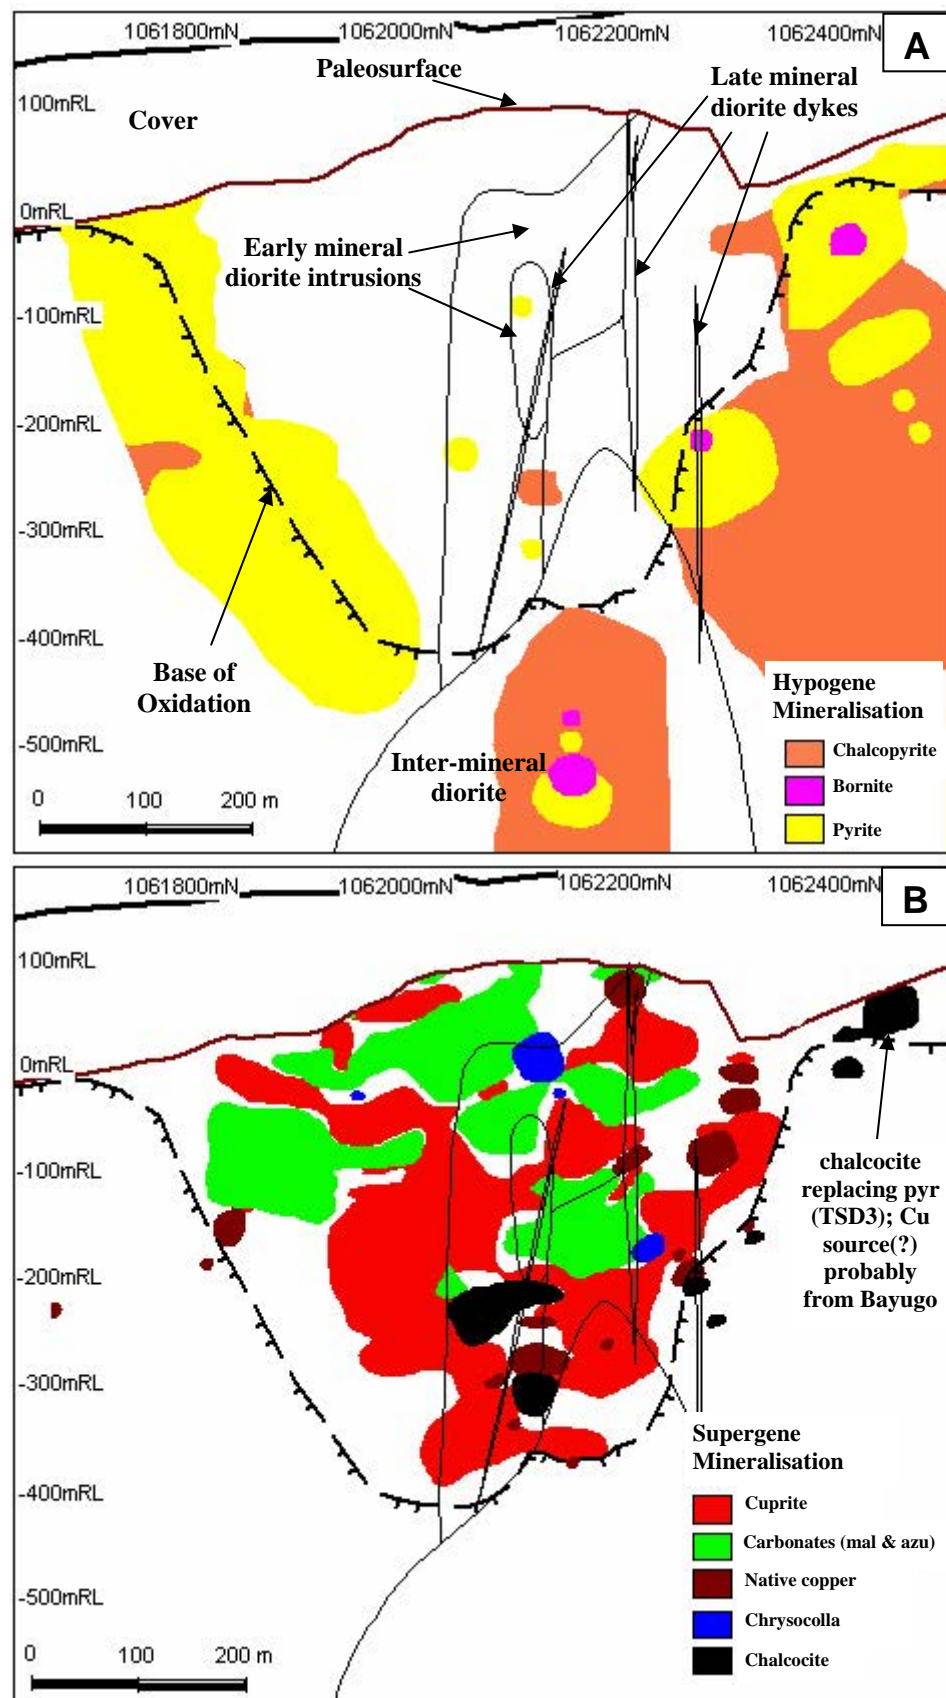 1061800mN 1062000mN 1062200mN 1062400mN
A
Paleosurface
Late mineral
diorite dykes
100mRL
Cover
0mRL
Early mineral
diorite intrusions
-100mRL
-200mRL
-300mRL
-400mRL
Base of
Oxidation
-500mRL
Inter-mineral
diorite
Hypogene
Mineralisation
Chalcopyrite
Bornite
Pyrite
0 100 200 m
1061800mN 1062000mN 1062200mN 1062400mN
B
100mRL
0mRL
-100mRL
chalcocite
replacing pyr
(TSD3); Cu
source(?)
probably
from Bayugo
-200mRL
-300mRL
-400mRL
-500mRL
Supergene
Mineralisation
Cuprite
Carbonates (mal & azu)
Native copper
Chrysocolla
Chalcocite
0 100 200 m